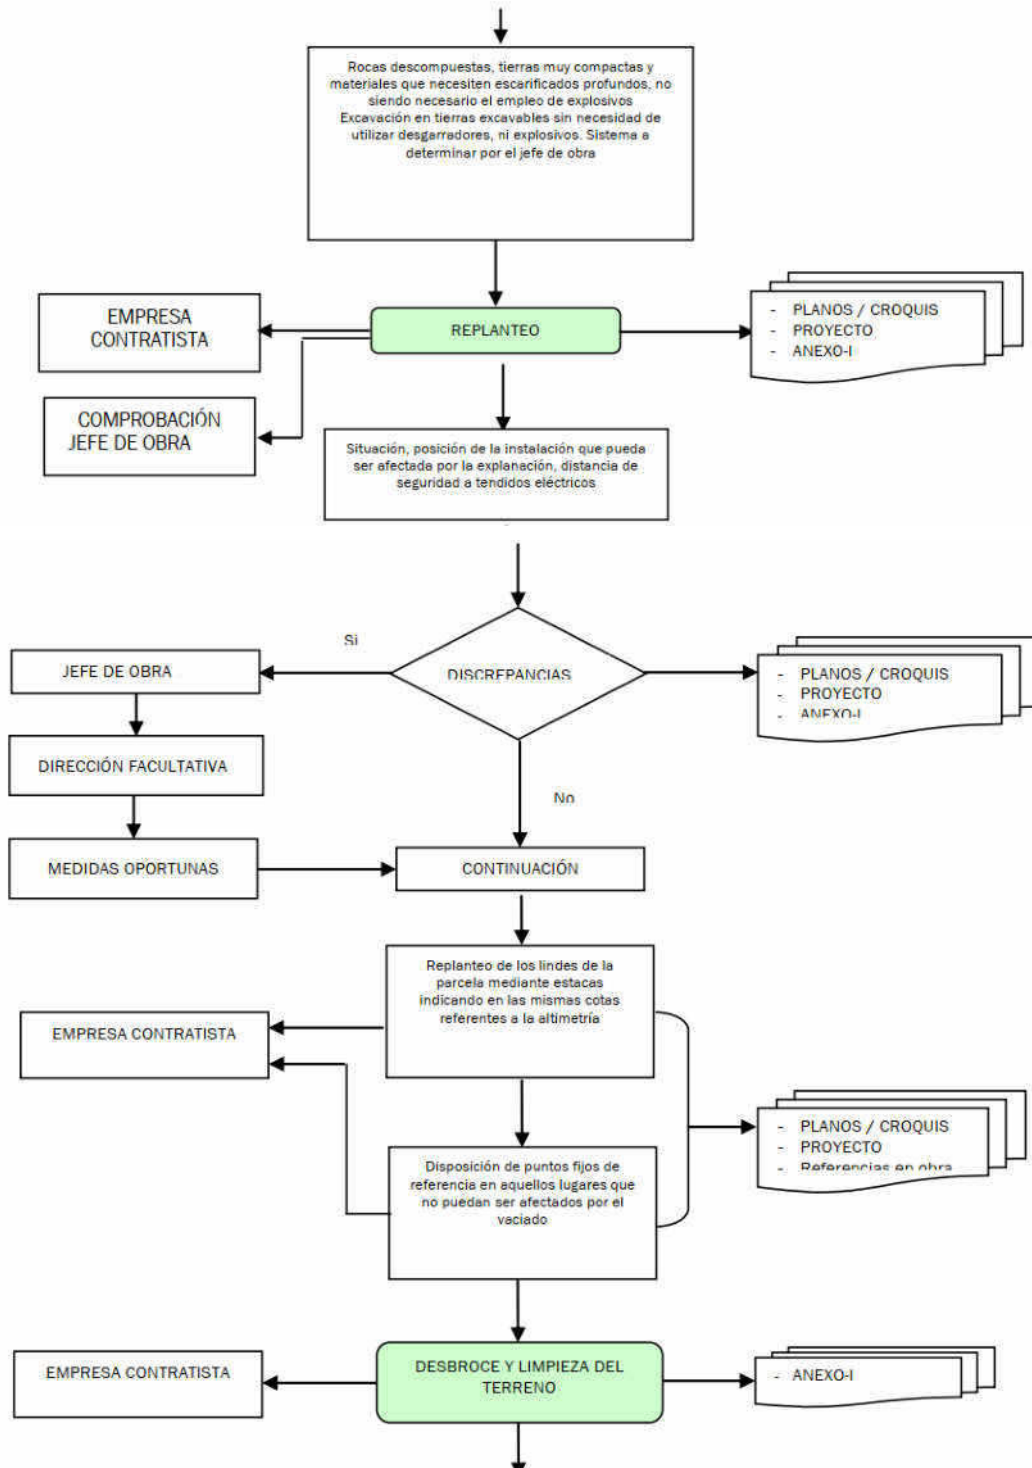 Rocas descompuestas, tierras muy compactas y
materiales que necesiten escarificados profundos, no
siendo necesario el empleo de explosivos
Excavación en tierras excavables sin necesidad de
utilizar desgarradores, ni explosivos. Sistema a
determinar por el jefe de obra
EMPRESA
CONTRATISTA
REPLANTEO
- PLANOS / CROQUIS
- PROYECTO
- ANEXO-I
COMPROBACIÓN
JEFE DE OBRA
Situación, posición de la instalación que pueda
ser afectada por la explanación, distancia de
seguridad a tendidos eléctricos
Si
JEFE DE OBRA
DISCREPANCIAS
- PLANOS / CROQUIS
- PROYECTO
- ANEXO-I
DIRECCIÓN FACULTATIVA
No
MEDIDAS OPORTUNAS
CONTINUACIÓN
Replanteo de los lindes de la
parcela mediante estacas
indicando en las mismas cotas
referentes a la altimetría
EMPRESA CONTRATISTA
- PLANOS / CROQUIS
- PROYECTO
- Referencias en obra
Disposición de puntos fijos de
referencia en aquellos lugares que
no puedan ser afectados por el
vaciado
EMPRESA CONTRATISTA
DESBROCE Y LIMPIEZA DEL
TERRENO
- ANEXO-I